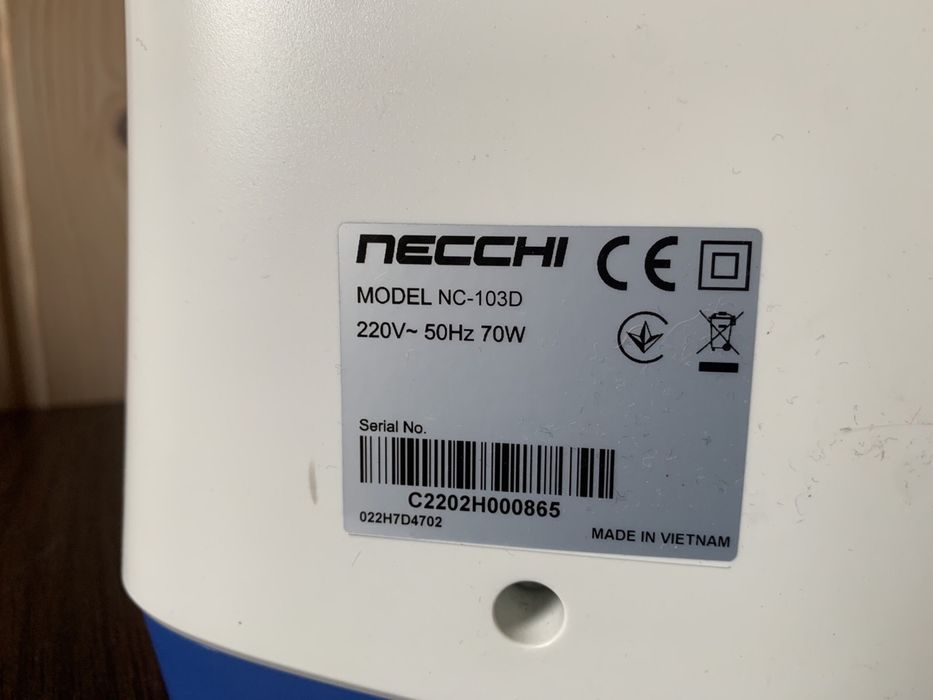 NECCHI
CE
MODEL NC-103D
220V~ 50Hz 70W
Serial No.
C2202H000865
022H7D4702
MADE IN VIETNAM